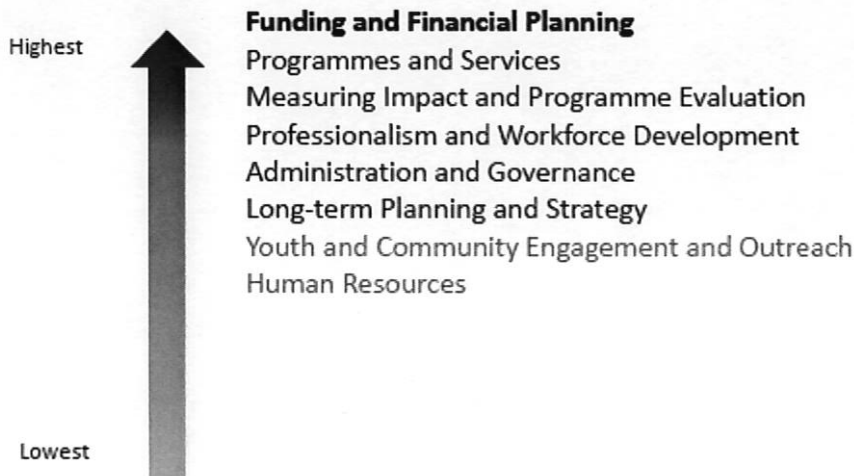 Highest
Funding and Financial Planning
Programmes and Services
Measuring Impact and Programme Evaluation
Professionalism and Workforce Development
Administration and Governance
Long-term Planning and Strategy
Youth and Community Engagement and Outreach
Human Resources
Lowest